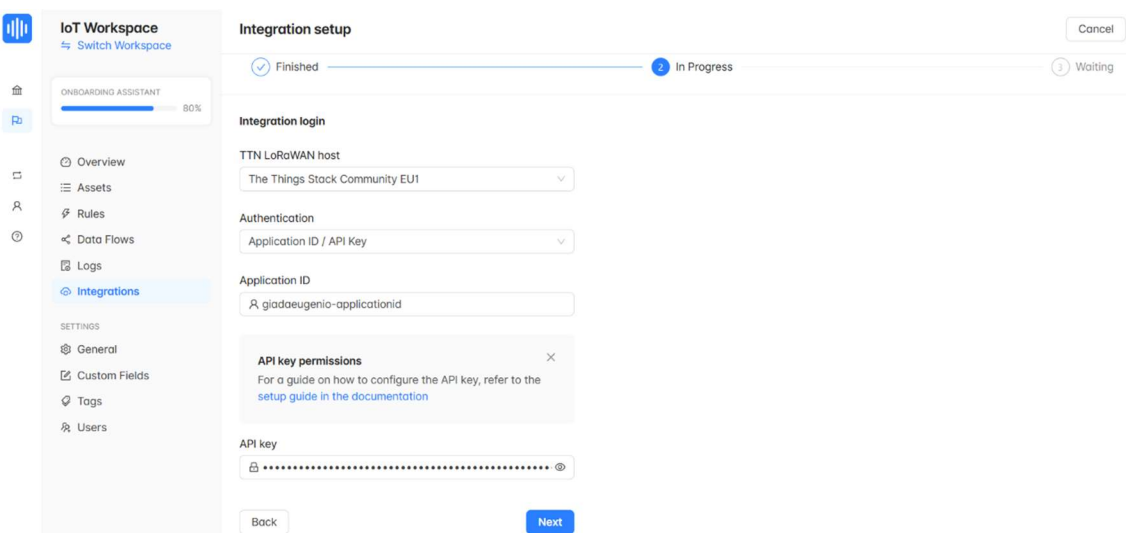 IoT Workspace
Switch Workspace
ONBOARDING ASSISTANT
80%
Overview
Assets
Rules
Data Flows
Logs
Integrations
SETTINGS
General
Custom Fields
Tags
Users
Integration setup
Cancel
Finished
2 In Progress
3 Waiting
Integration login
TTN LoRaWAN host
The Things Stack Community EU1
Authentication
Application ID / API Key
Application ID
giadaeugenio-applicationid
API key permissions
For a guide on how to configure the API key, refer to the
setup guide in the documentation
API key
Back
Next